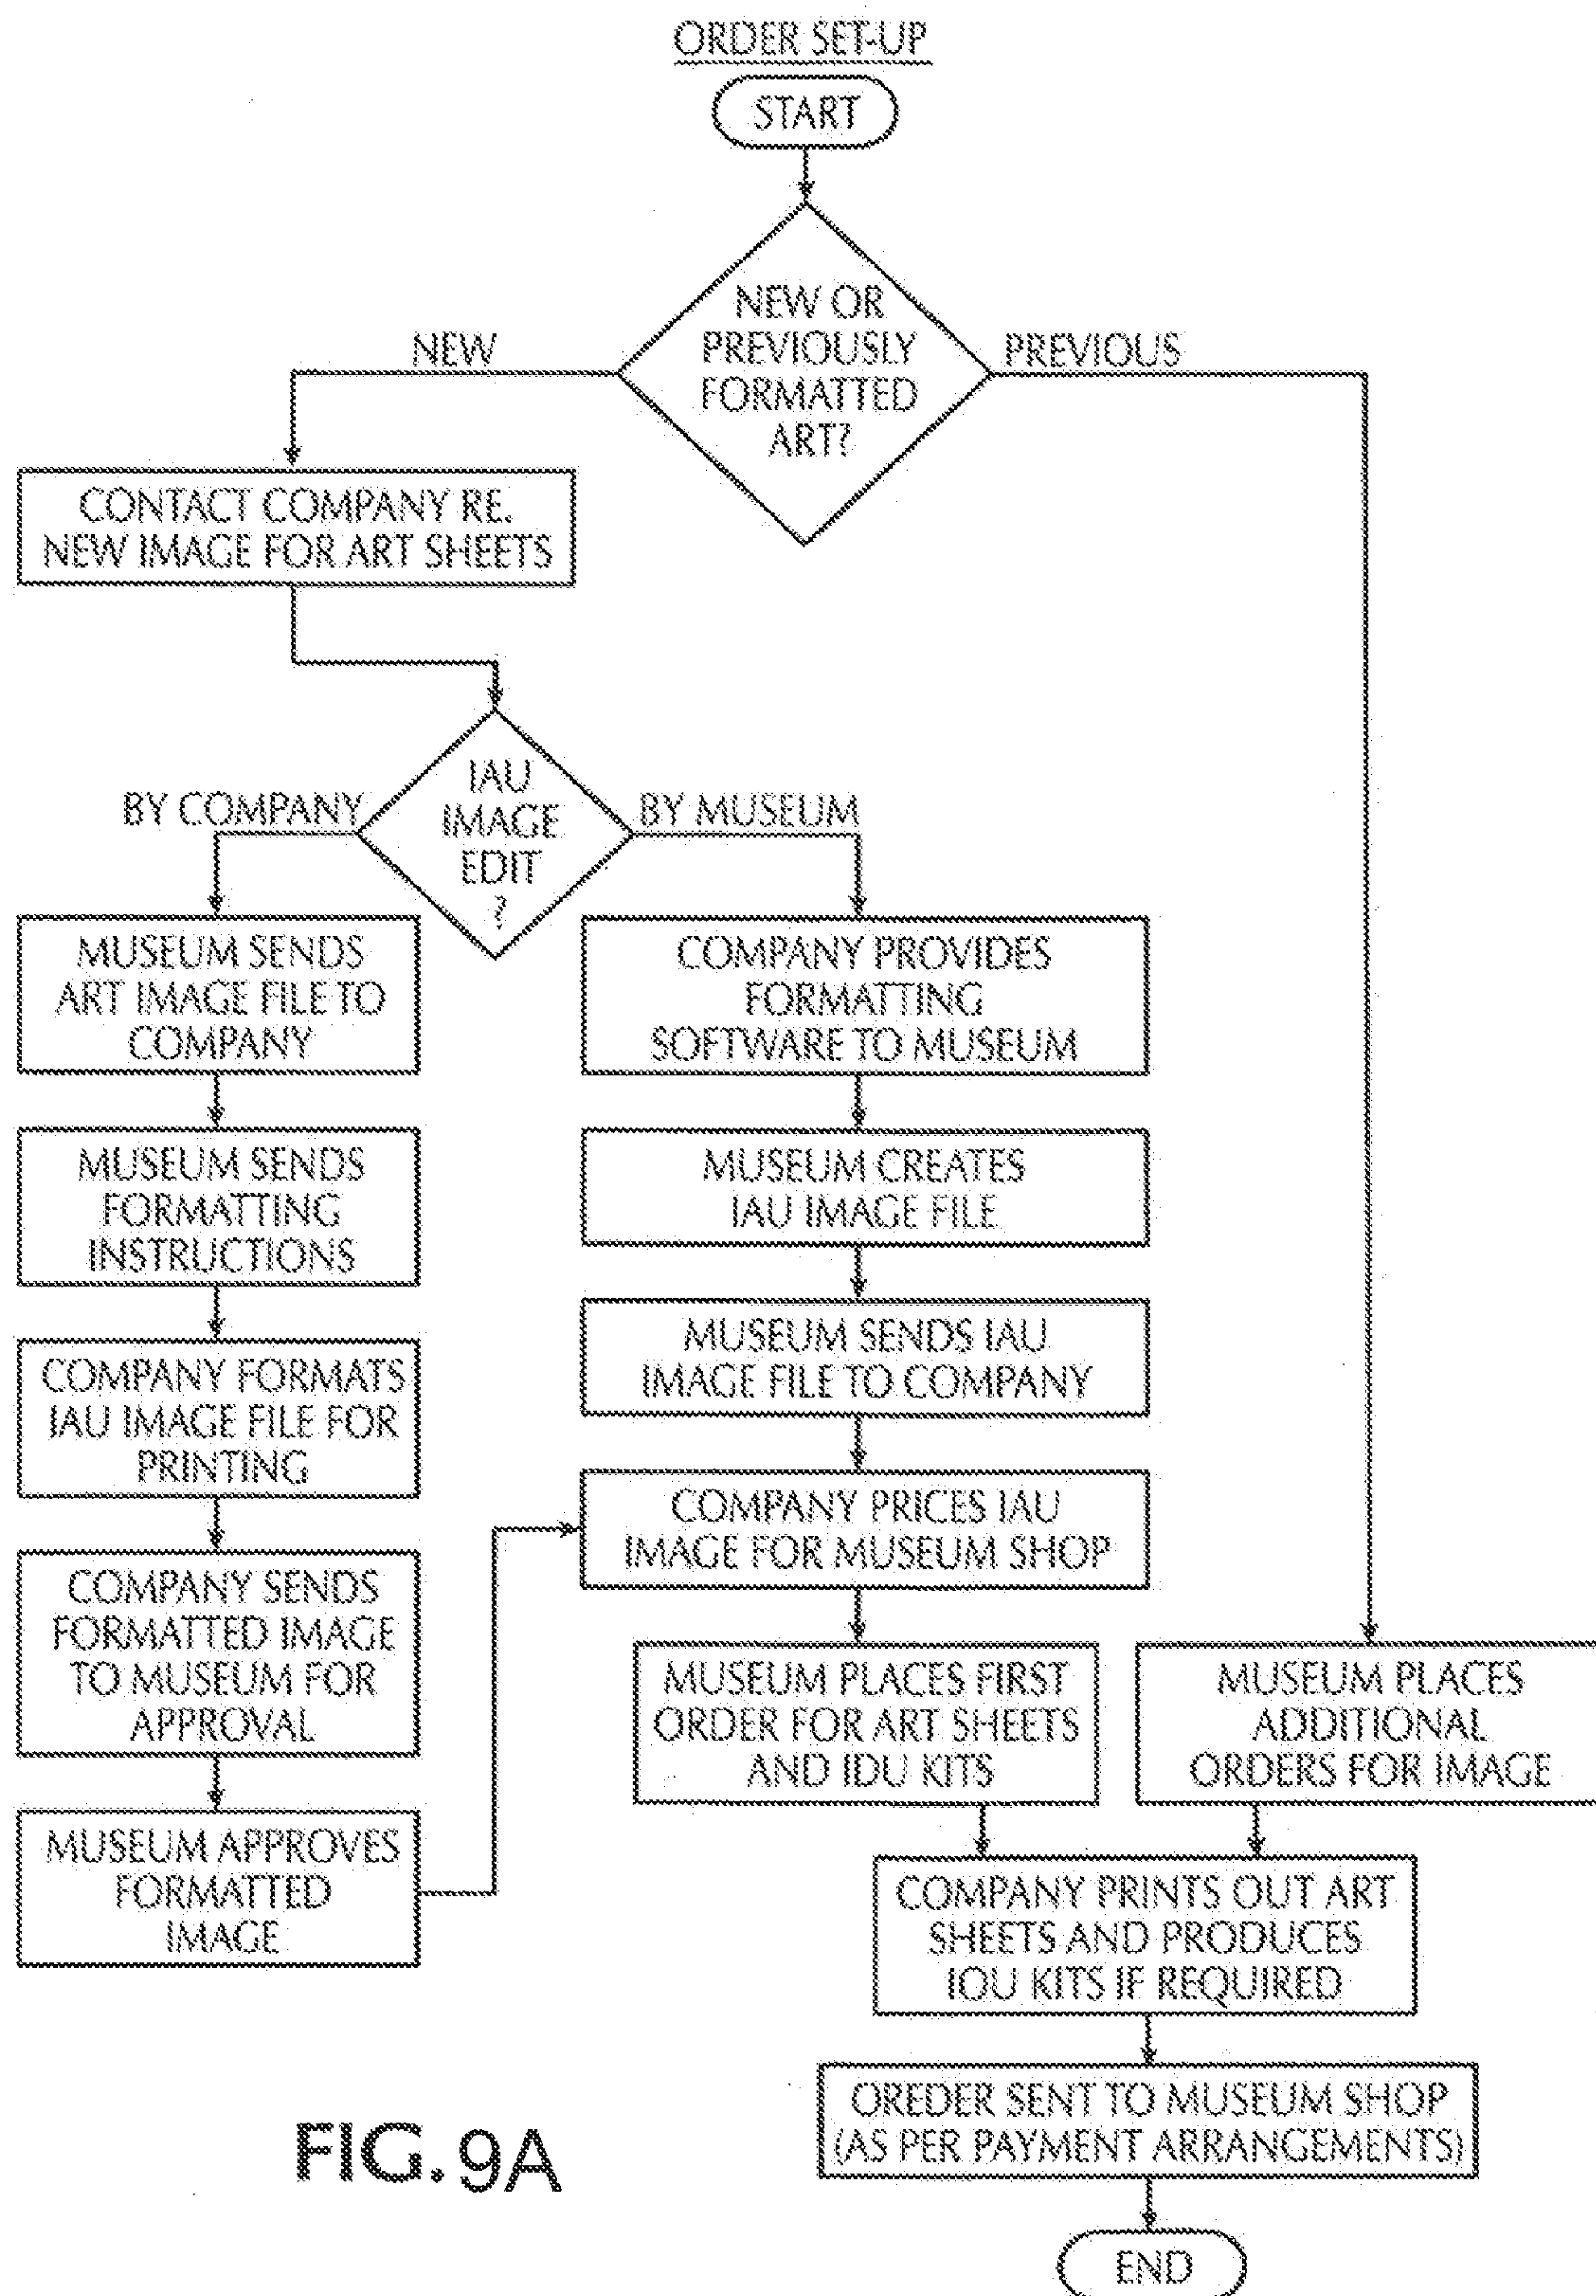 ORDER SET-UP
START
NEW OR
PREVIOUSLY
FORMATTED
ART?
NEW
PREVIOUS
CONTACT COMPANY RE.
NEW IMAGE FOR ART SHEETS
IAU
IMAGE
EDIT
?
BY COMPANY
BY MUSEUM
MUSEUM SENDS
ART IMAGE FILE TO
COMPANY
MUSEUM SENDS
FORMATTING
INSTRUCTIONS
COMPANY FORMATS
IAU IMAGE FILE FOR
PRINTING
COMPANY SENDS
FORMATTED IMAGE
TO MUSEUM FOR
APPROVAL
MUSEUM APPROVES
FORMATTED
IMAGE
COMPANY PROVIDES
FORMATTING
SOFTWARE TO MUSEUM
MUSEUM CREATES
IAU IMAGE FILE
MUSEUM SENDS IAU
IMAGE FILE TO COMPANY
COMPANY PRICES IAU
IMAGE FOR MUSEUM SHOP
MUSEUM PLACES FIRST
ORDER FOR ART SHEETS
AND IDU KITS
MUSEUM PLACES
ADDITIONAL
ORDERS FOR IMAGE
COMPANY PRINTS OUT ART
SHEETS AND PRODUCES
IOU KITS IF REQUIRED
OREDER SENT TO MUSEUM SHOP
(AS PER PAYMENT ARRANGEMENTS)
END
FIG. 9A